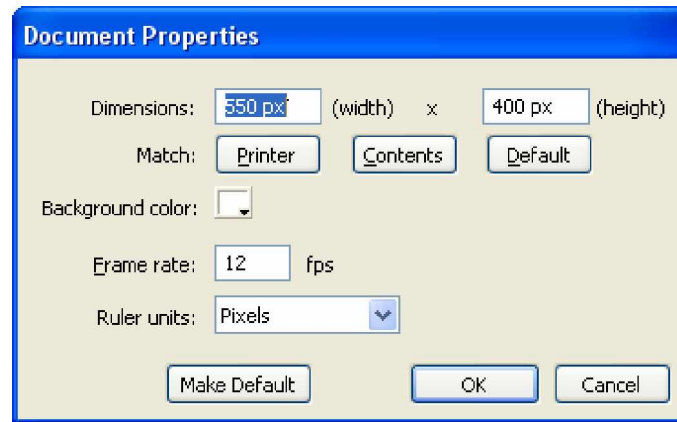 Document Properties
Dimensions: 550 px (width) x 400 px (height)
Match: Printer Contents Default
Background color:
Frame rate: 12 fps
Ruler units: Pixels
Make Default OK Cancel